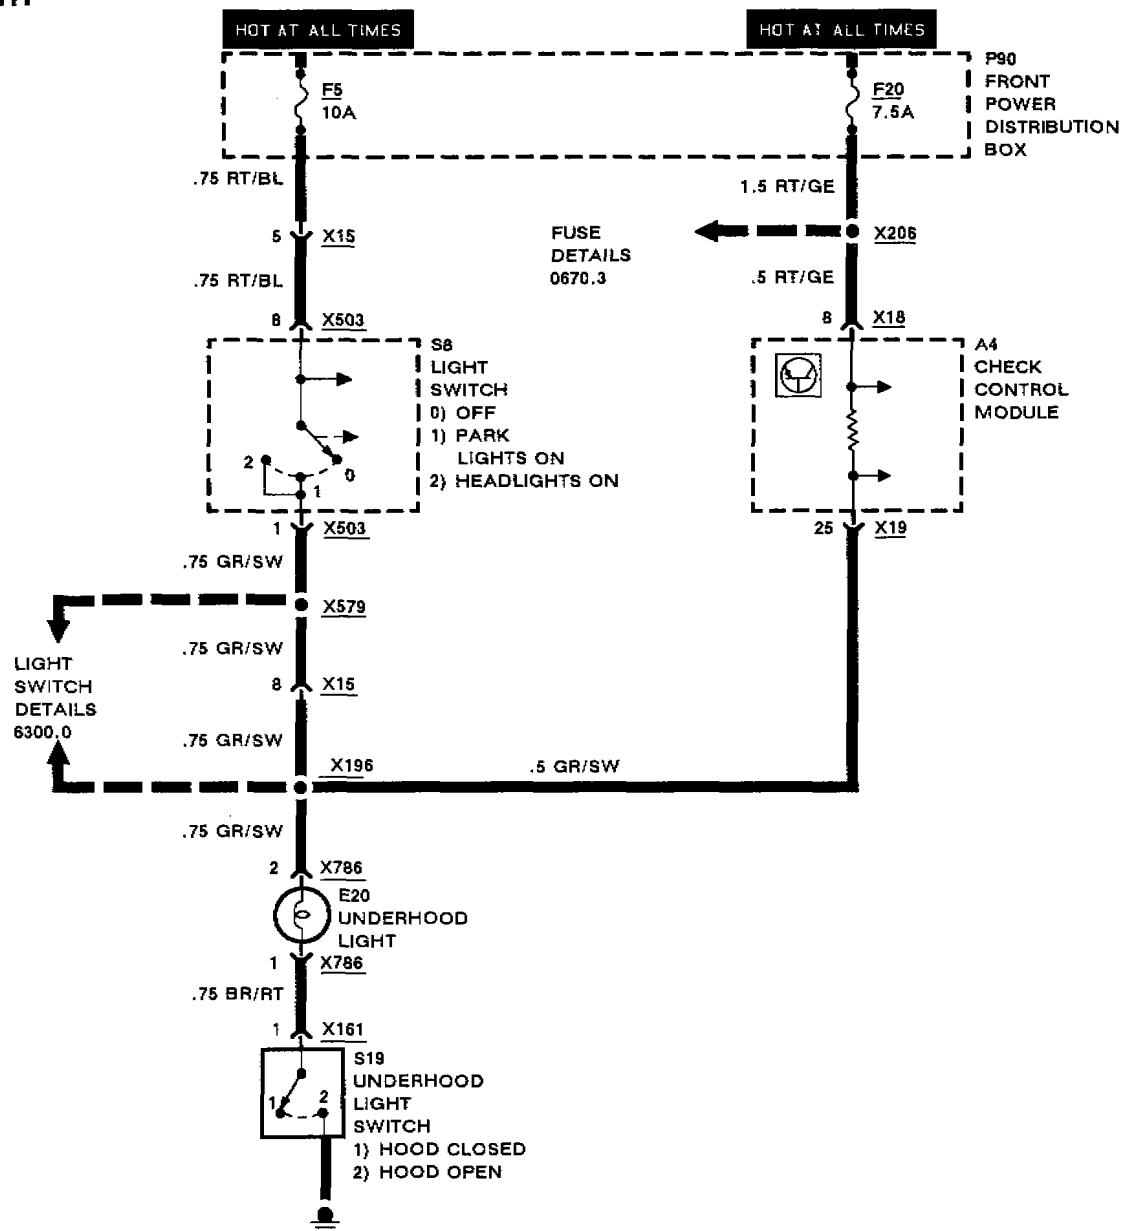 HOT AT ALL TIMES
HOT AT ALL TIMES
P90
FRONT
POWER
DISTRIBUTION
BOX
F5
10A
F20
7.5A
.75 RT/BL
1.5 RT/GE
5 X15
FUSE
DETAILS
0670.3
X206
.75 RT/BL
.5 RT/GE
8 X503
8 X18
S8
LIGHT
SWITCH
0) OFF
1) PARK
LIGHTS ON
2) HEADLIGHTS ON
2
0
1
A4
CHECK
CONTROL
MODULE
1 X503
25 X19
.75 GR/SW
X579
.75 GR/SW
LIGHT
SWITCH
DETAILS
6300.0
8 X15
.75 GR/SW
X196
.5 GR/SW
.75 GR/SW
2 X786
E20
UNDERHOOD
LIGHT
1 X786
.75 BR/RT
1 X161
S19
UNDERHOOD
LIGHT
SWITCH
1) HOOD CLOSED
2) HOOD OPEN
1
2